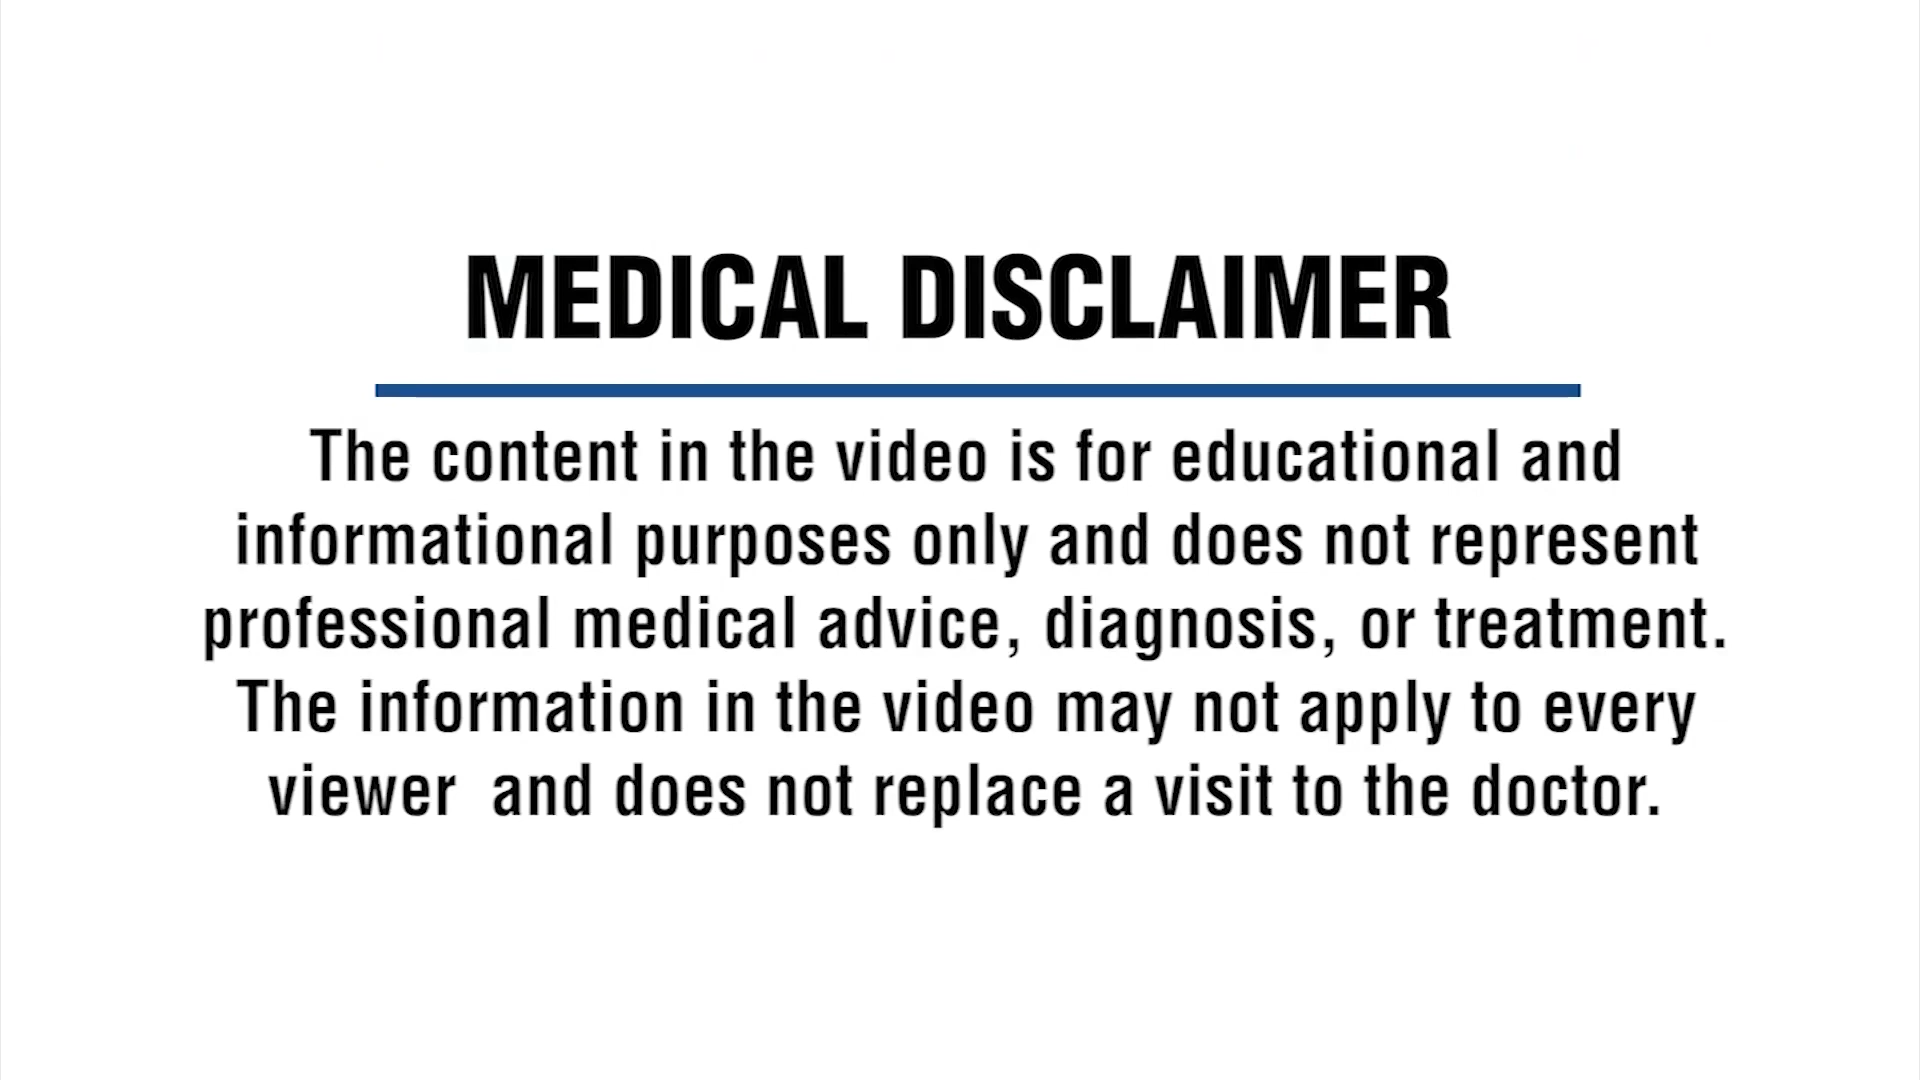 MEDICAL DISCLAIMER
The content in the video is for educational and
informational purposes only and does not represent
professional medical advice, diagnosis, or treatment.
The information in the video may not apply to every
viewer  and does not replace a visit to the doctor.